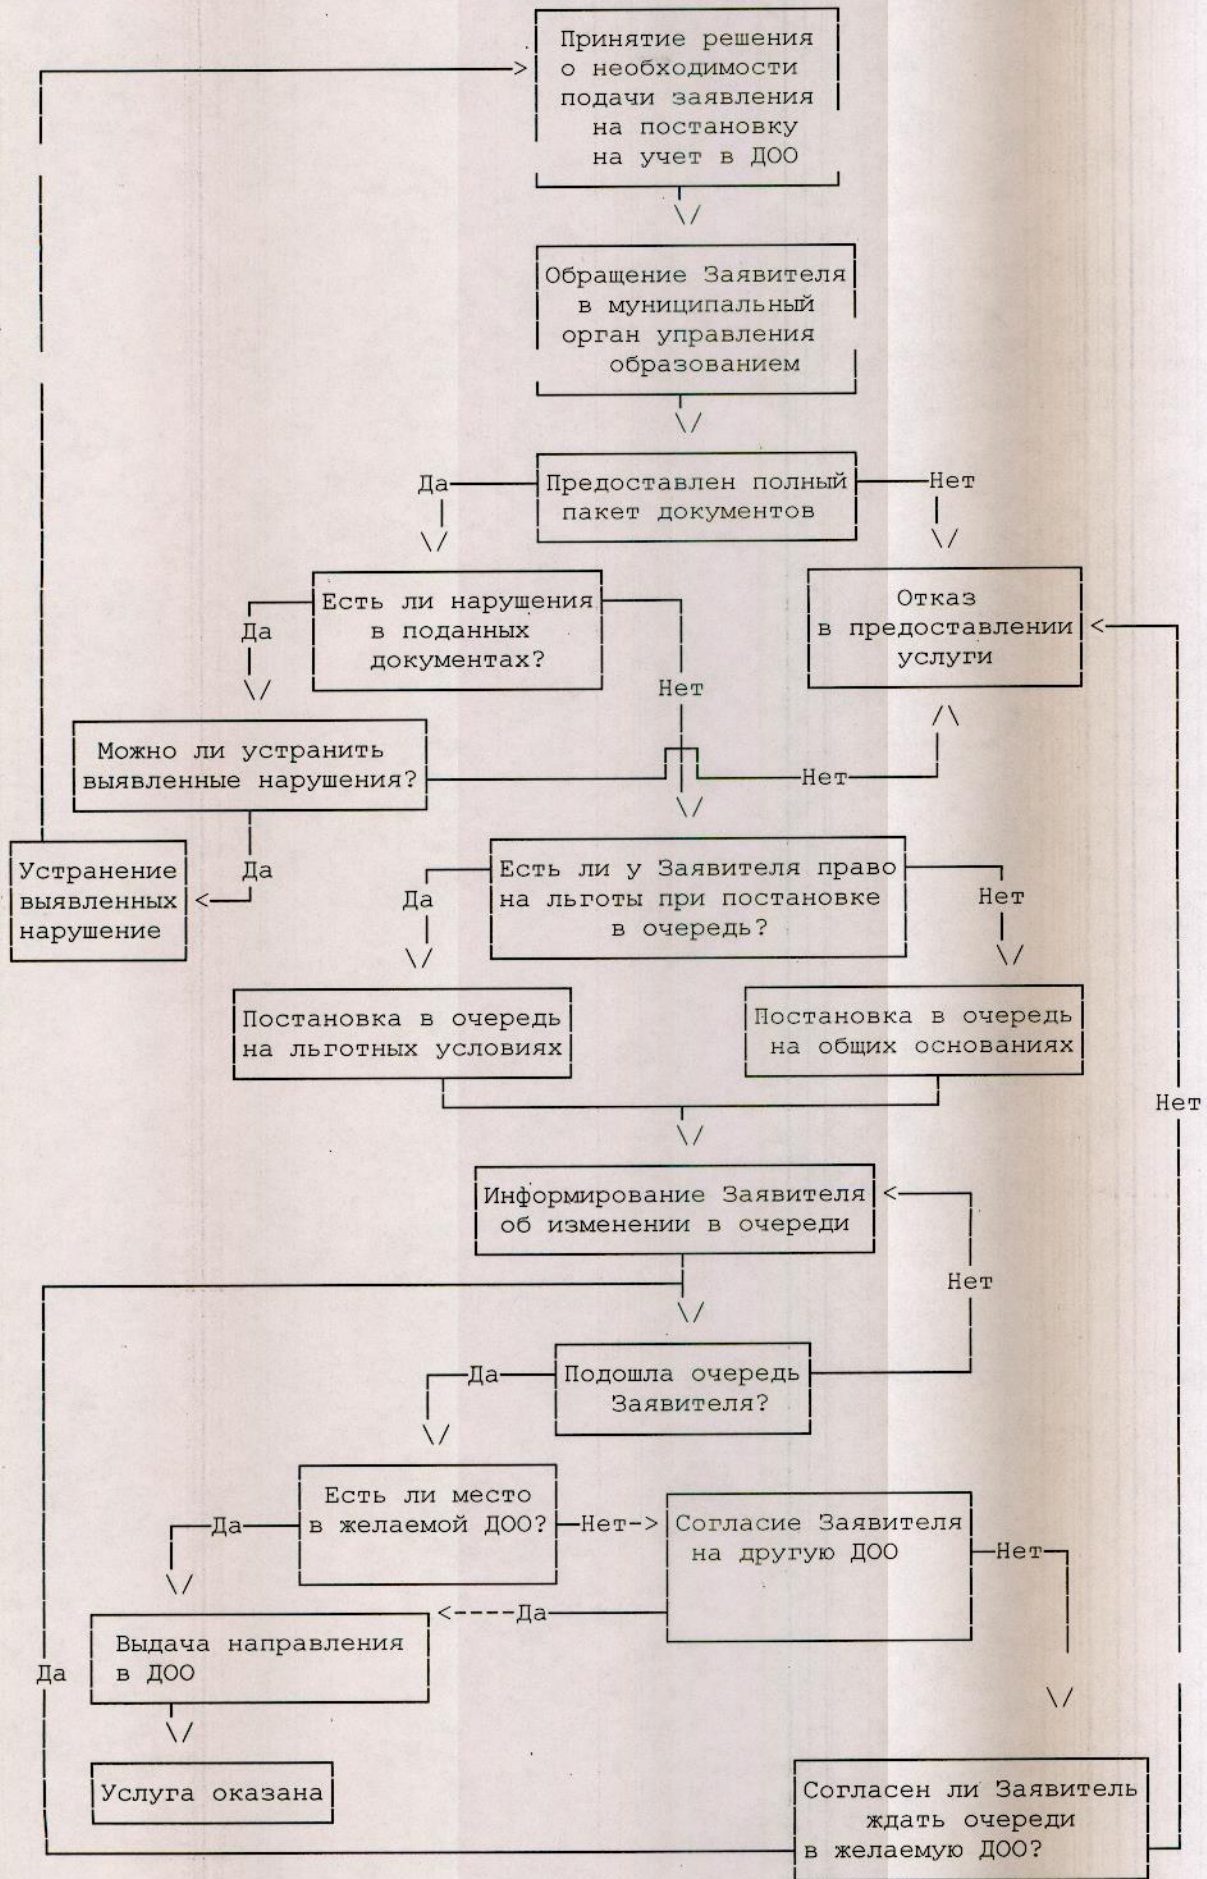 Принятие решения
о необходимости
подачи заявления
на постановку
на учет в ДОО
Обращение Заявителя
в муниципальный
орган управления
образованием
Да
Предоставлен полный
пакет документов
Нет
Есть ли нарушения
в поданных
документах?
Да
Нет
Отказ
в предоставлении
услуги
Можно ли устранить
выявленные нарушения?
Нет
Да
Устранение
выявленных
нарушение
Есть ли у Заявителя право
на льготы при постановке
в очередь?
Да
Нет
Постановка в очередь
на льготных условиях
Постановка в очередь
на общих основаниях
Нет
Информирование Заявителя
об изменении в очереди
Нет
Да
Подошла очередь
Заявителя?
Есть ли место
в желаемой ДОО?
Да
Нет
Согласие Заявителя
на другую ДОО
Нет
Да
Выдача направления
в ДОО
Да
Услуга оказана
Согласен ли Заявитель
ждать очереди
в желаемую ДОО?